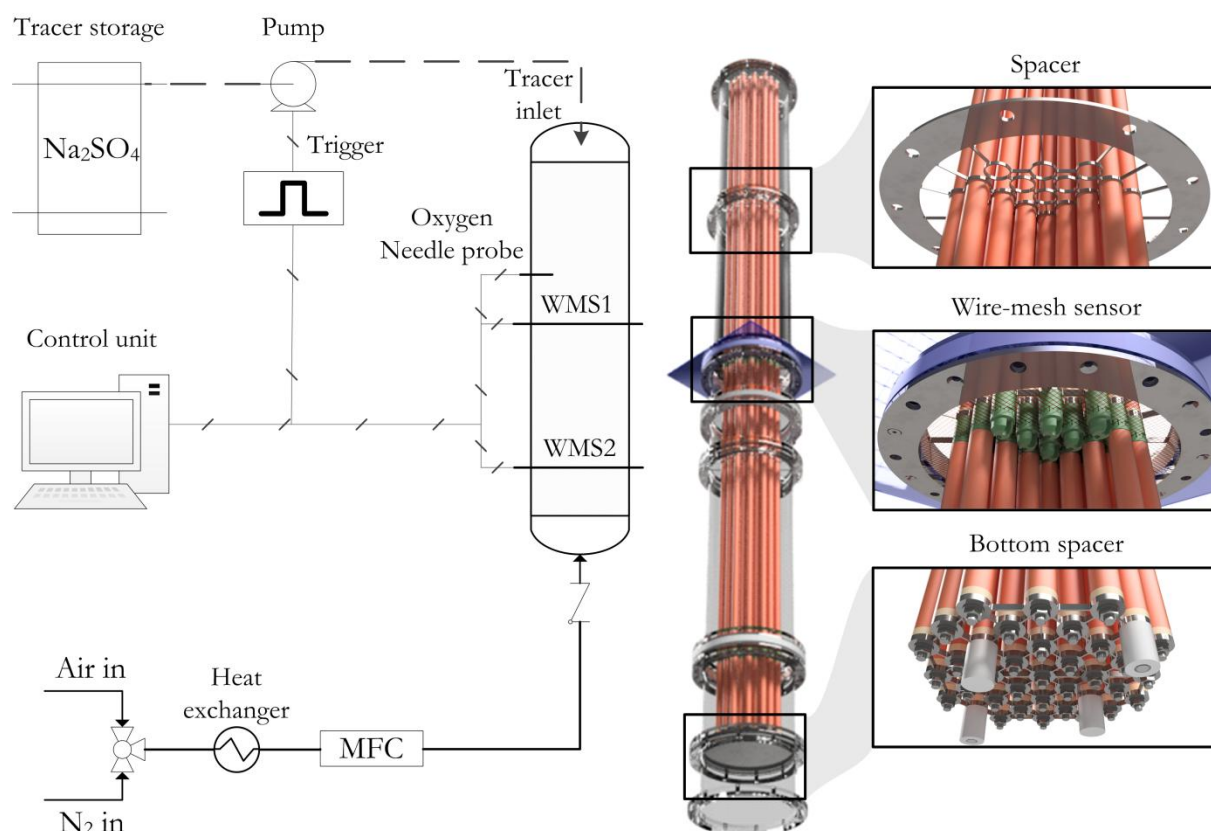 Tracer storage
Pump
Spacer
Tracer
inlet
Na₂SO₄
Trigger
Oxygen
Needle probe
WMS1
Wire-mesh sensor
Control unit
WMS2
Bottom spacer
Air in
Heat
exchanger
MFC
N₂ in